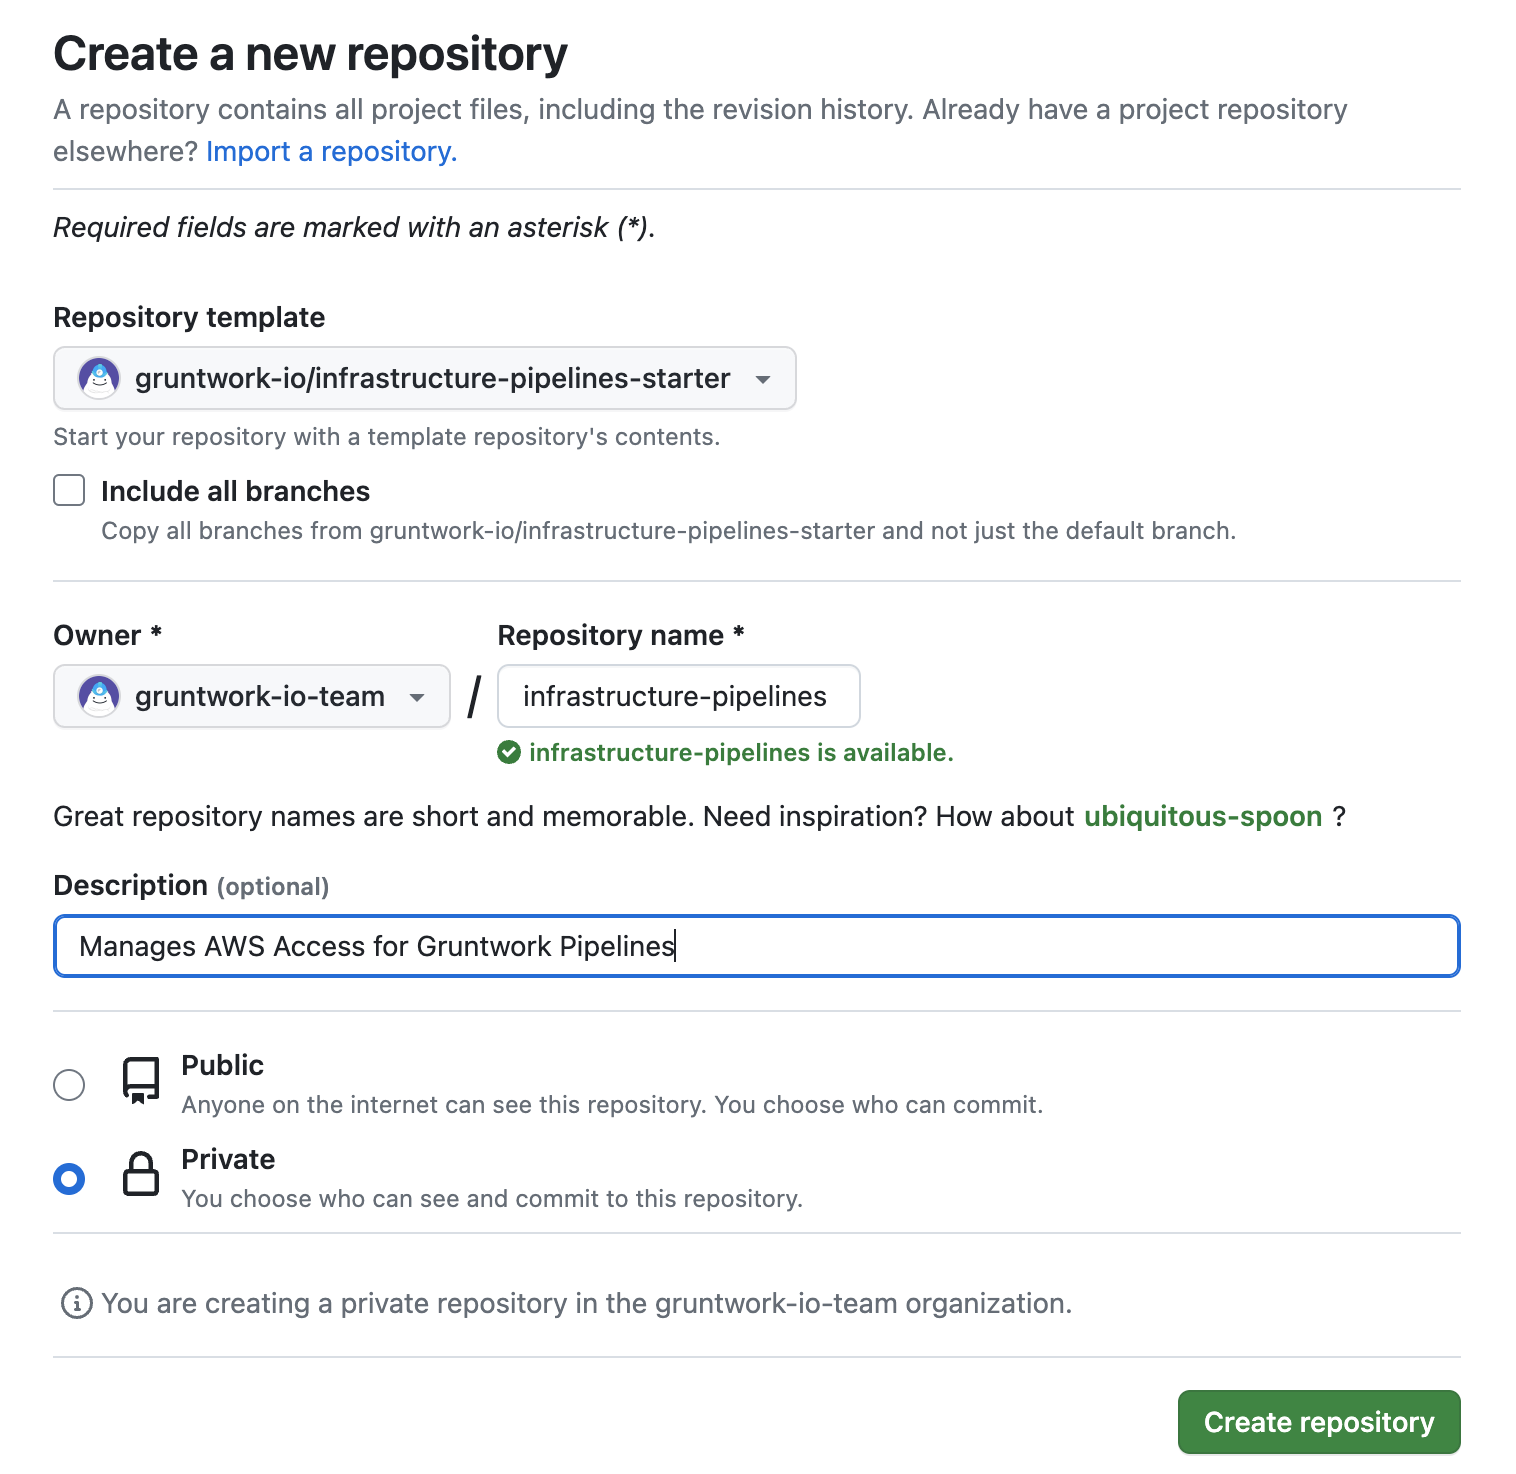 Create a new repository
A repository contains all project files, including the revision history. Already have a project repository
elsewhere? Import a repository.
Required fields are marked with an asterisk (*).
Repository template
gruntwork-io/infrastructure-pipelines-starter
Start your repository with a template repository's contents.
Include all branches
Copy all branches from gruntwork-io/infrastructure-pipelines-starter and not just the default branch.
Owner * Repository name *
gruntwork-io-team / infrastructure-pipelines
infrastructure-pipelines is available.
Great repository names are short and memorable. Need inspiration? How about ubiquitous-spoon ?
Description (optional)
Manages AWS Access for Gruntwork Pipelines
Public
Anyone on the internet can see this repository. You choose who can commit.
Private
You choose who can see and commit to this repository.
You are creating a private repository in the gruntwork-io-team organization.
Create repository